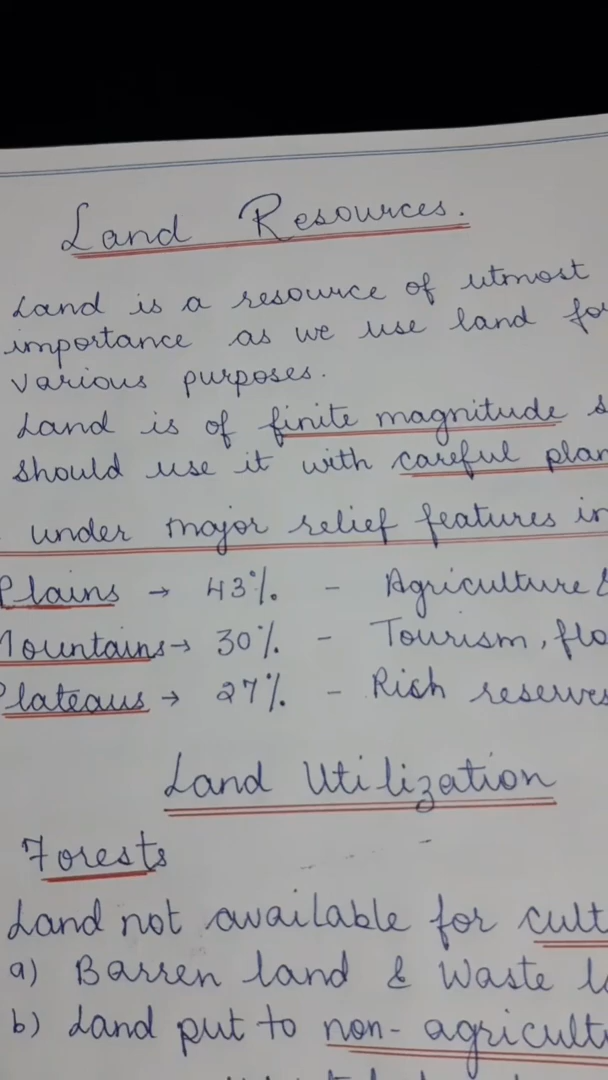 Land Resources.
Land is a resource of utmost
importance as we use land for
various purposes.
Land is of finite magnitude
should use it with careful plan
under major relief features in
Plains → 43% - Agriculture &
Mountains → 30% - Tourism, flo
Plateaus → 27% - Rich reserves
Land Utilization
Forests
Land not available for cult
a) Barren land & Waste l
b) Land put to non-agricultu